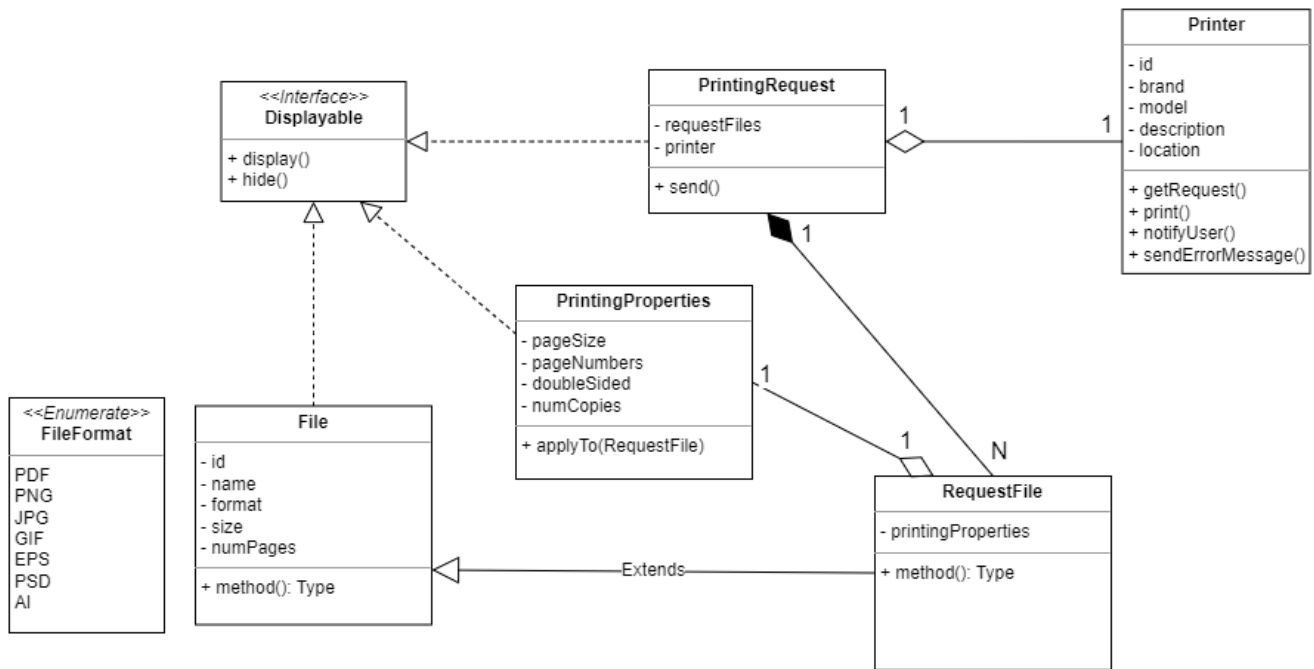 Printer
- id
- brand
- model
- description
- location
+ getRequest()
+ print()
+ notifyUser()
+ sendErrorMessage()
PrintingRequest
- requestFiles
- printer
+ send()
1
1
1
N
<<Interface>>
Displayable
+ display()
+ hide()
PrintingProperties
- pageSize
- pageNumbers
- doubleSided
- numCopies
+ applyTo(RequestFile)
1
1
<<Enumerate>>
FileFormat
PDF
PNG
JPG
GIF
EPS
PSD
AI
File
- id
- name
- format
- size
- numPages
+ method(): Type
Extends
RequestFile
- printingProperties
+ method(): Type